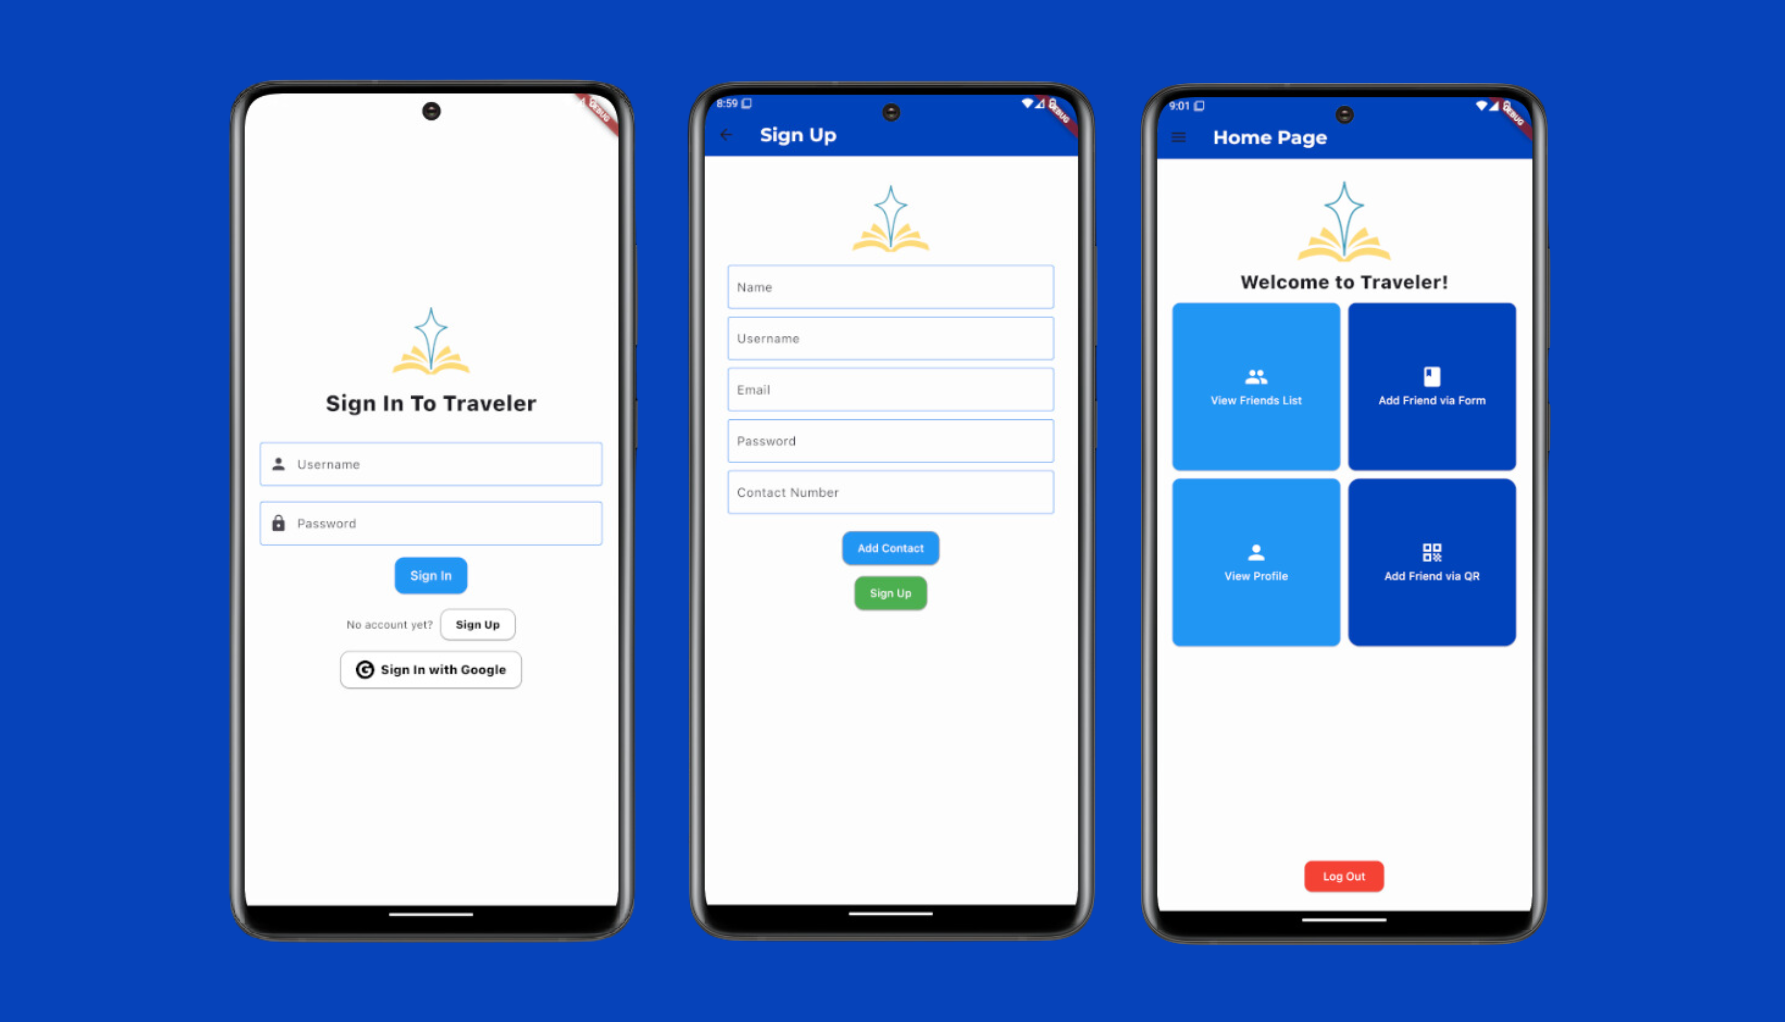 DEBUG
Sign In To Traveler
Username
Password
Sign In
No account yet? Sign Up
Sign In with Google
8:59
DEBUG
Sign Up
Name
Username
Email
Password
Contact Number
Add Contact
Sign Up
9:01
DEBUG
Home Page
Welcome to Traveler!
View Friends List
Add Friend via Form
View Profile
Add Friend via QR
Log Out